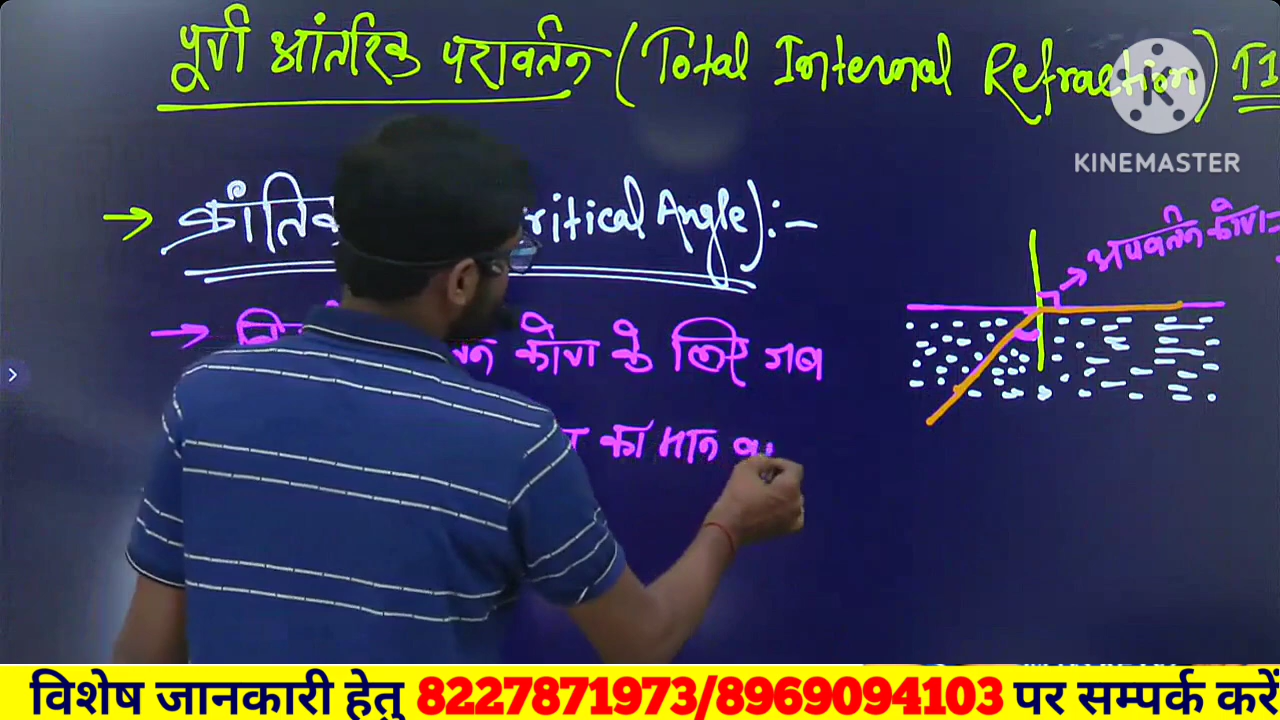 पूर्ण आंतरिक परावर्तन (Total Internal Refraction)
KINEMASTER
क्रांतिक ritical Angle):-
अपवर्तन कोण=
कोण के लिए जब
का मान
विशेष जानकारी हेतु 8227871973/8969094103 पर सम्पर्क करें